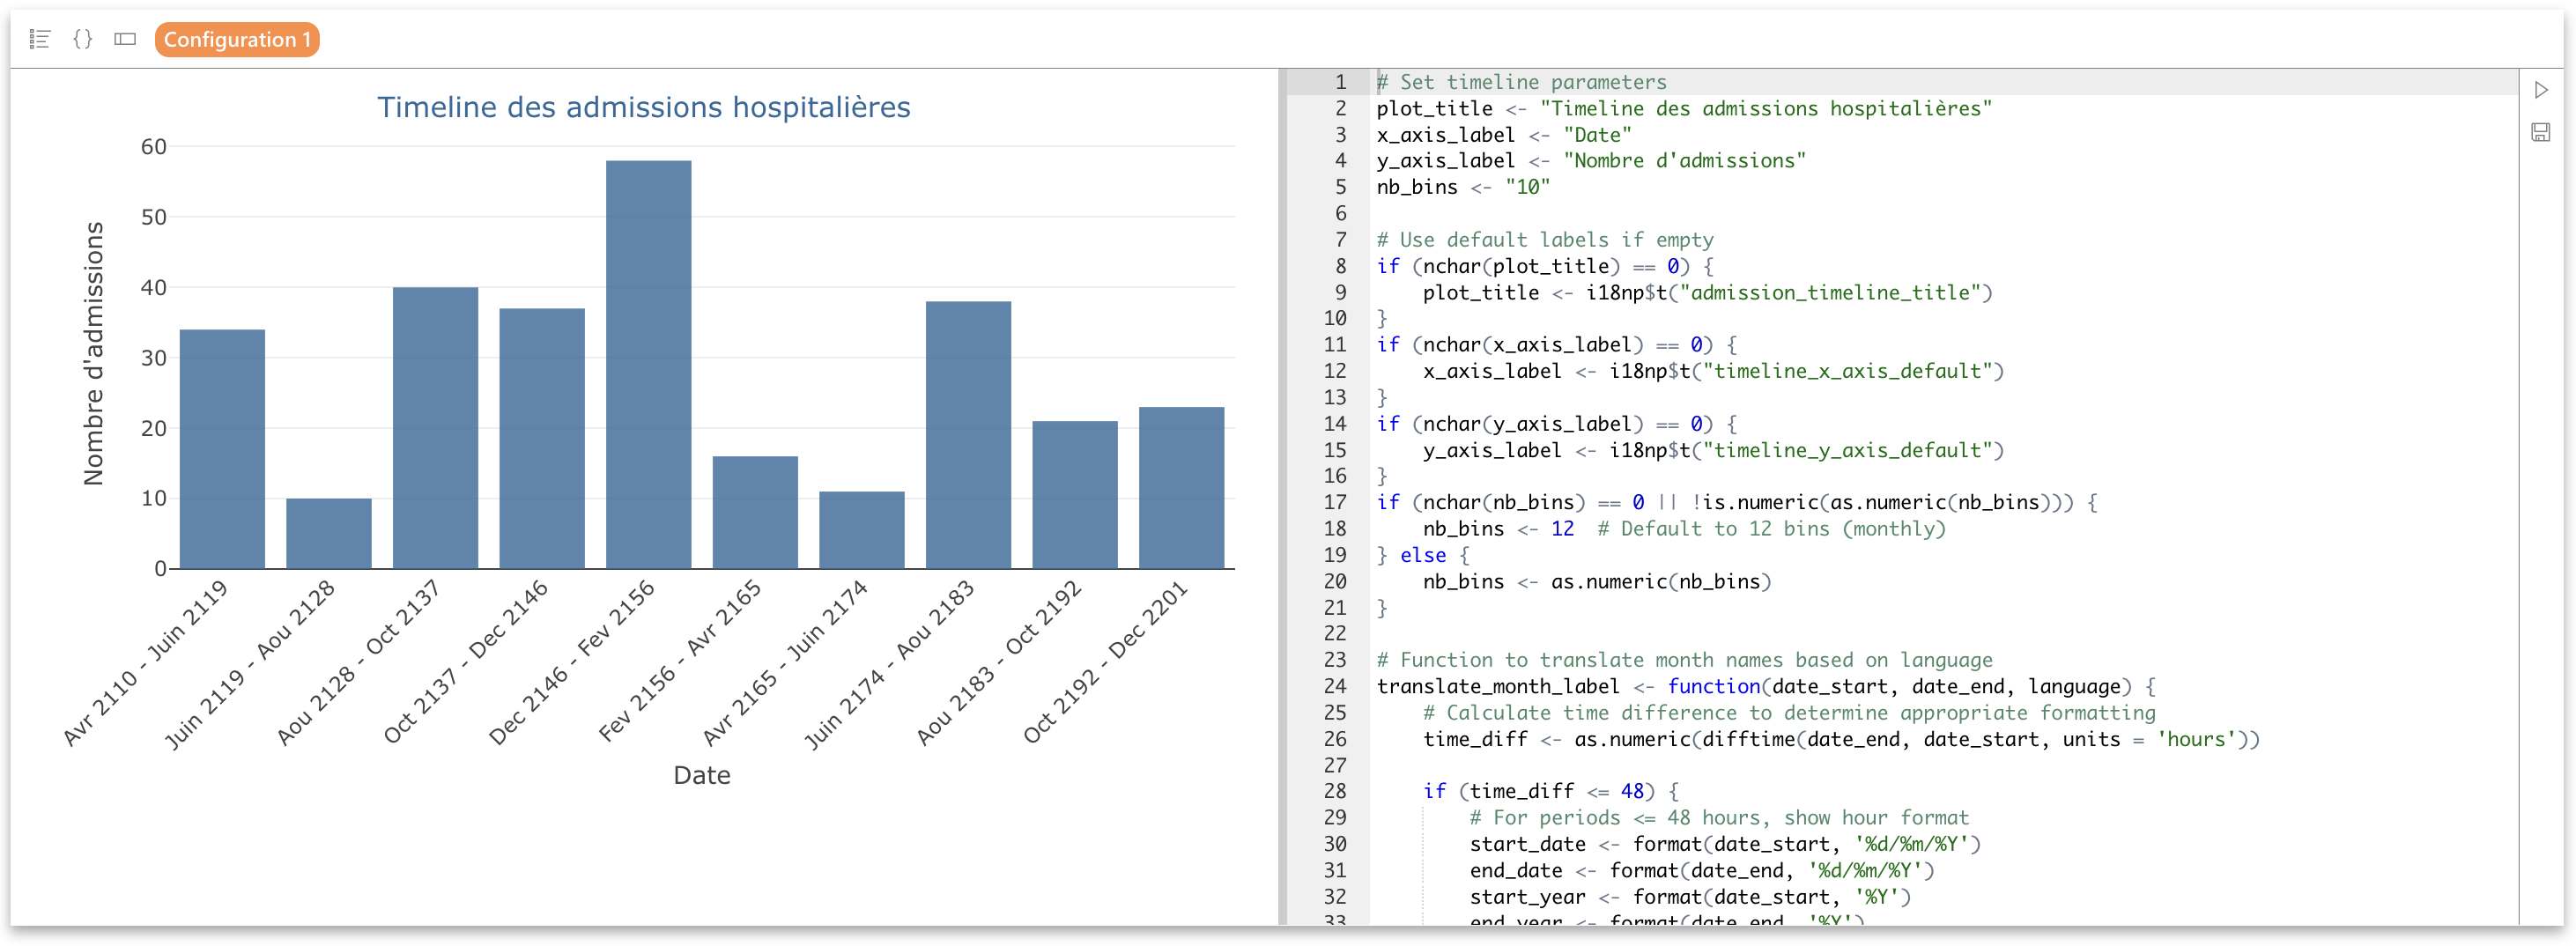 Configuration 1
Timeline des admissions hospitalières
Nombre d'admissions
60
50
40
30
20
10
0
Avr 2110 - Juin 2119
Juin 2119 - Aou 2128
Aou 2128 - Oct 2137
Oct 2137 - Dec 2146
Dec 2146 - Fev 2156
Fev 2156 - Avr 2165
Avr 2165 - Juin 2174
Juin 2174 - Aou 2183
Aou 2183 - Oct 2192
Oct 2192 - Dec 2201
Date
1 # Set timeline parameters
2 plot_title <- "Timeline des admissions hospitalières"
3 x_axis_label <- "Date"
4 y_axis_label <- "Nombre d'admissions"
5 nb_bins <- "10"
6
7 # Use default labels if empty
8 if (nchar(plot_title) == 0) {
9     plot_title <- i18np$t("admission_timeline_title")
10 }
11 if (nchar(x_axis_label) == 0) {
12     x_axis_label <- i18np$t("timeline_x_axis_default")
13 }
14 if (nchar(y_axis_label) == 0) {
15     y_axis_label <- i18np$t("timeline_y_axis_default")
16 }
17 if (nchar(nb_bins) == 0 || !is.numeric(as.numeric(nb_bins))) {
18     nb_bins <- 12  # Default to 12 bins (monthly)
19 } else {
20     nb_bins <- as.numeric(nb_bins)
21 }
22
23 # Function to translate month names based on language
24 translate_month_label <- function(date_start, date_end, language) {
25     # Calculate time difference to determine appropriate formatting
26     time_diff <- as.numeric(difftime(date_end, date_start, units = 'hours'))
27
28     if (time_diff <= 48) {
29         # For periods <= 48 hours, show hour format
30         start_date <- format(date_start, '%d/%m/%Y')
31         end_date <- format(date_end, '%d/%m/%Y')
32         start_year <- format(date_start, '%Y')
33         end_year <- format(date_end, '%Y')